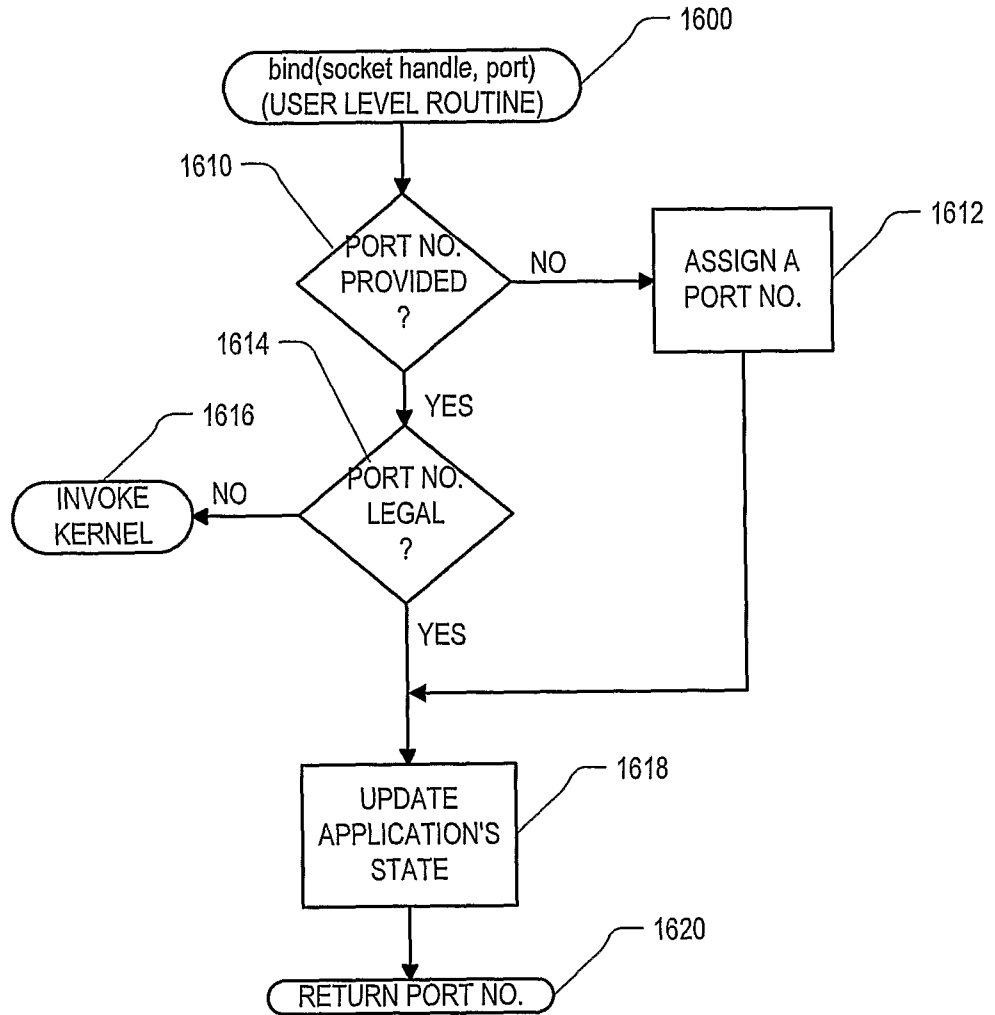 1600
bind(socket handle, port)
(USER LEVEL ROUTINE)
1610
PORT NO.
PROVIDED
?
NO
1612
ASSIGN A
PORT NO.
1614
YES
1616
PORT NO.
LEGAL
?
NO
INVOKE
KERNEL
YES
1618
UPDATE
APPLICATION'S
STATE
1620
RETURN PORT NO.